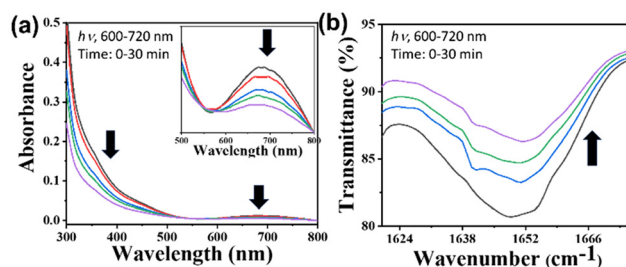 (a)
hν, 600-720 nm
Time: 0-30 min
0.5
0.4
0.3
0.2
0.1
0.0
Absorbance
300 400 500 600 700 800
Wavelength (nm)
500 600 700 800
Wavelength (nm)
(b)
hν, 600-720 nm
Time: 0-30 min
95
90
85
80
Transmittance (%)
1624 1638 1652 1666
Wavenumber (cm-1)